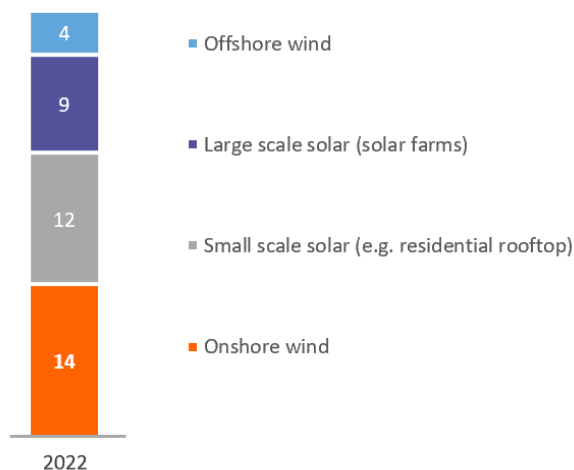 4
Offshore wind
9
Large scale solar (solar farms)
12
Small scale solar (e.g. residential rooftop)
14
Onshore wind
2022